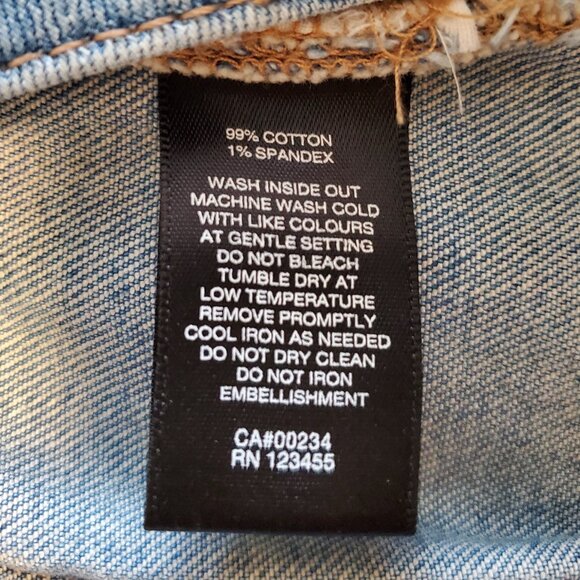 99% COTTON
1% SPANDEX
WASH INSIDE OUT
MACHINE WASH COLD
WITH LIKE COLOURS
AT GENTLE SETTING
DO NOT BLEACH
TUMBLE DRY AT
LOW TEMPERATURE
REMOVE PROMPTLY
COOL IRON AS NEEDED
DO NOT DRY CLEAN
DO NOT IRON
EMBELLISHMENT
CA#00234
RN 123455